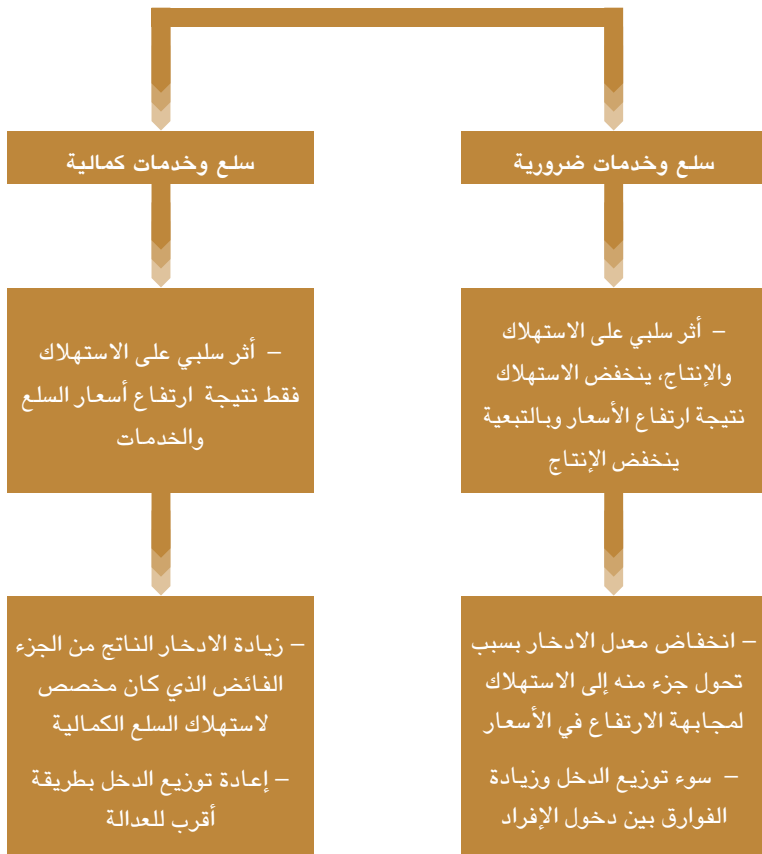 سلع وخدمات ضرورية
– أثر سلبي على الاستهلاك
والإنتاج، ينخفض الاستهلاك
نتيجة ارتفاع الأسعار وبالتبعية
ينخفض الإنتاج
– انخفاض معدل الادخار بسبب
تحول جزء منه إلى الاستهلاك
لمجابهة الارتفاع في الأسعار
– سوء توزيع الدخل وزيادة
الفوارق بين دخول الإفراد
سلع وخدمات كمالية
– أثر سلبي على الاستهلاك
فقط نتيجة ارتفاع أسعار السلع
والخدمات
– زيادة الادخار الناتج من الجزء
الفائض الذي كان مخصص
لاستهلاك السلع الكمالية
– إعادة توزيع الدخل بطريقة
أقرب للعدالة